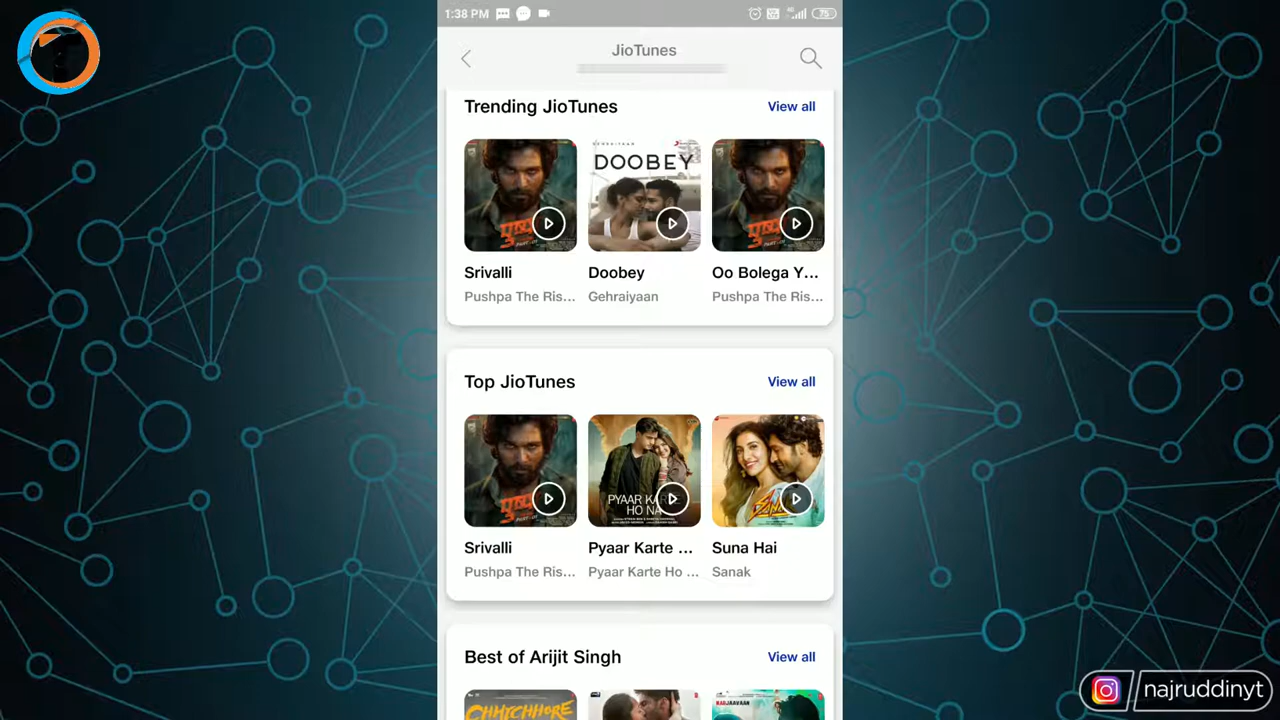 1:38 PM
JioTunes
Trending JioTunes
View all
DOOBEY
Srivalli
Doobey
Oo Bolega Y...
Pushpa The Ris...
Gehraiyaan
Pushpa The Ris...
Top JioTunes
View all
PYAAR KARTE
HO NA
Srivalli
Pyaar Karte ...
Suna Hai
Pushpa The Ris...
Pyaar Karte Ho ...
Sanak
Best of Arijit Singh
View all
CHHICHHORE
MARJAAVAAN
najruddinyt